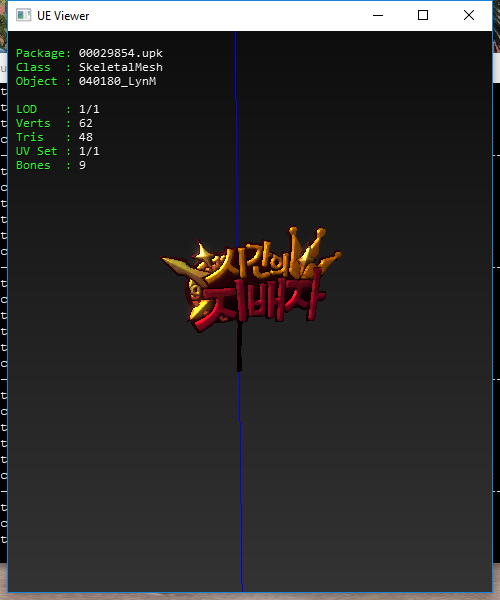 UE Viewer
Package: 00029854.upk
Class : SkeletalMesh
Object : 040180_LynM
LOD : 1/1
Verts : 62
Tris : 48
UV Set : 1/1
Bones : 9
시간의
지배자